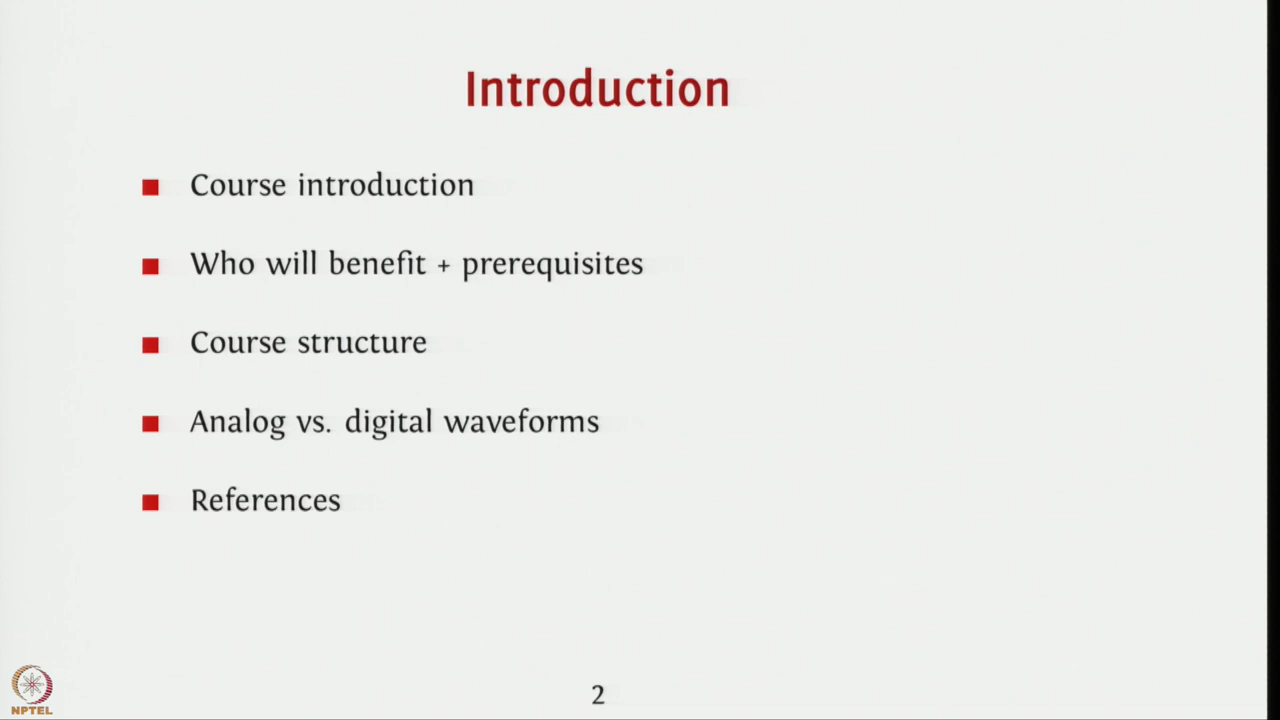 Introduction
Course introduction
Who will benefit + prerequisites
Course structure
Analog vs. digital waveforms
References
NPTEL
2